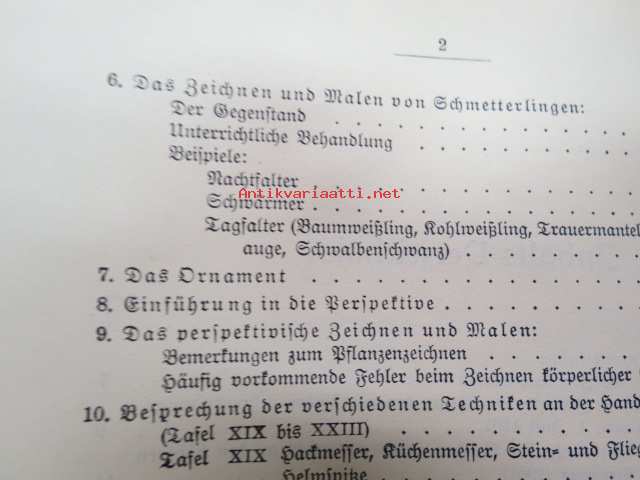 2
6. Das Zeichnen und Malen von Schmetterlingen:
Der Gegenstand . . . . . . . . . . . .
Unterrichtliche Behandlung . . . . . . . . .
Beispiele:
Nachtfalter . . . . . . . . . . . .
Antikvariaatti.net
Schwärmer . . . . . . . . . . . .
Tagfalter (Baumweißling, Kohlweißling, Trauermantel
auge, Schwalbenschwanz) . . . . . . . .
7. Das Ornament . . . . . . . . . . . .
8. Einführung in die Perspektive . . . . . . . .
9. Das perspektivische Zeichnen und Malen:
Bemerkungen zum Pflanzenzeichnen . . . . . .
Häufig vorkommende Fehler beim Zeichnen körperlicher
10. Besprechung der verschiedenen Techniken an der Hand
(Tafel XIX bis XXIII) . . . . . . . . .
Tafel XIX Hackmesser, Küchenmesser, Stein- und Flieg
Helmspitze . . . . . . . . .